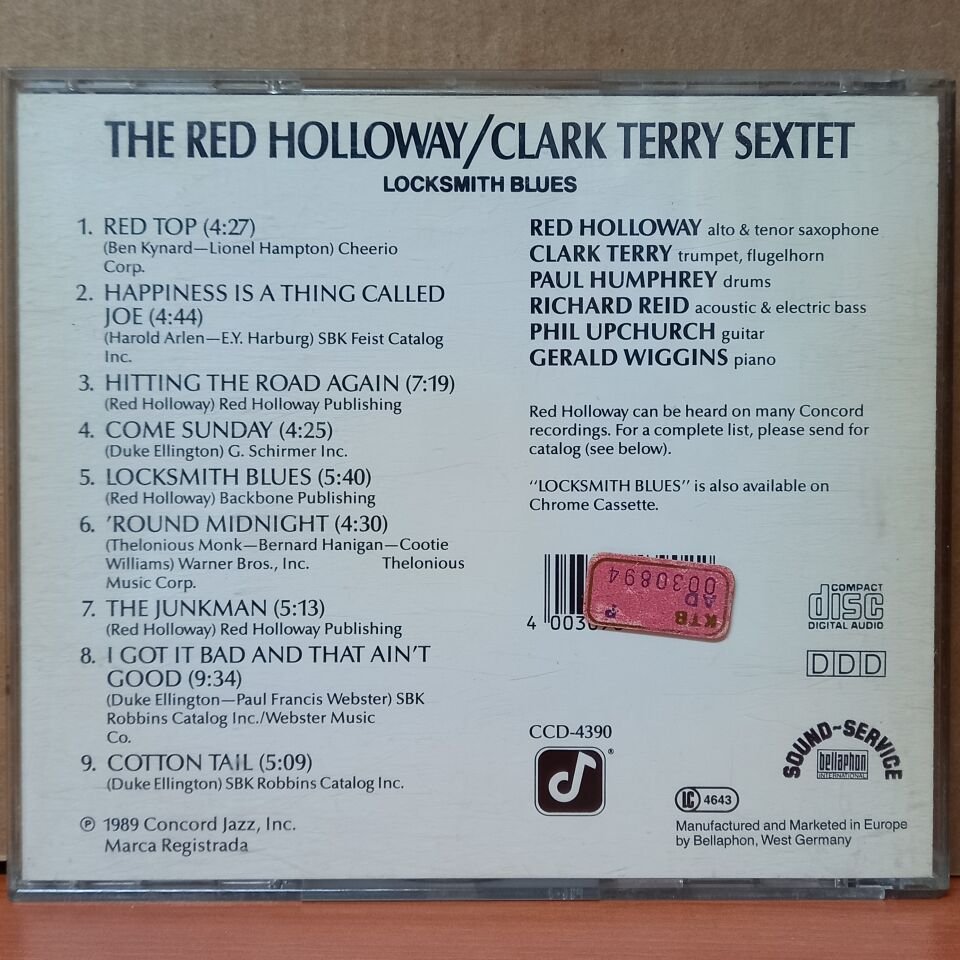 THE RED HOLLOWAY/CLARK TERRY SEXTET
LOCKSMITH BLUES
1. RED TOP (4:27)
(Ben Kynard—Lionel Hampton) Cheerio
Corp.
2. HAPPINESS IS A THING CALLED
JOE (4:44)
(Harold Arlen—E.Y. Harburg) SBK Feist Catalog
Inc.
3. HITTING THE ROAD AGAIN (7:19)
(Red Holloway) Red Holloway Publishing
4. COME SUNDAY (4:25)
(Duke Ellington) G. Schirmer Inc.
5. LOCKSMITH BLUES (5:40)
(Red Holloway) Backbone Publishing
6. 'ROUND MIDNIGHT (4:30)
(Thelonious Monk—Bernard Hanigan—Cootie
Williams) Warner Bros., Inc. Thelonious
Music Corp.
7. THE JUNKMAN (5:13)
(Red Holloway) Red Holloway Publishing
8. I GOT IT BAD AND THAT AIN'T
GOOD (9:34)
(Duke Ellington—Paul Francis Webster) SBK
Robbins Catalog Inc./Webster Music
Co.
9. COTTON TAIL (5:09)
(Duke Ellington) SBK Robbins Catalog Inc.
℗ 1989 Concord Jazz, Inc.
Marca Registrada
RED HOLLOWAY alto & tenor saxophone
CLARK TERRY trumpet, flugelhorn
PAUL HUMPHREY drums
RICHARD REID acoustic & electric bass
PHIL UPCHURCH guitar
GERALD WIGGINS piano
Red Holloway can be heard on many Concord
recordings. For a complete list, please send for
catalog (see below).
"LOCKSMITH BLUES" is also available on
Chrome Cassette.
KTB P
AD
0030894
4
COMPACT
disc
DIGITAL AUDIO
DDD
CCD-4390
®
SOUND-SERVICE
bellaphon
INTERNATIONAL
LC 4643
Manufactured and Marketed in Europe
by Bellaphon, West Germany